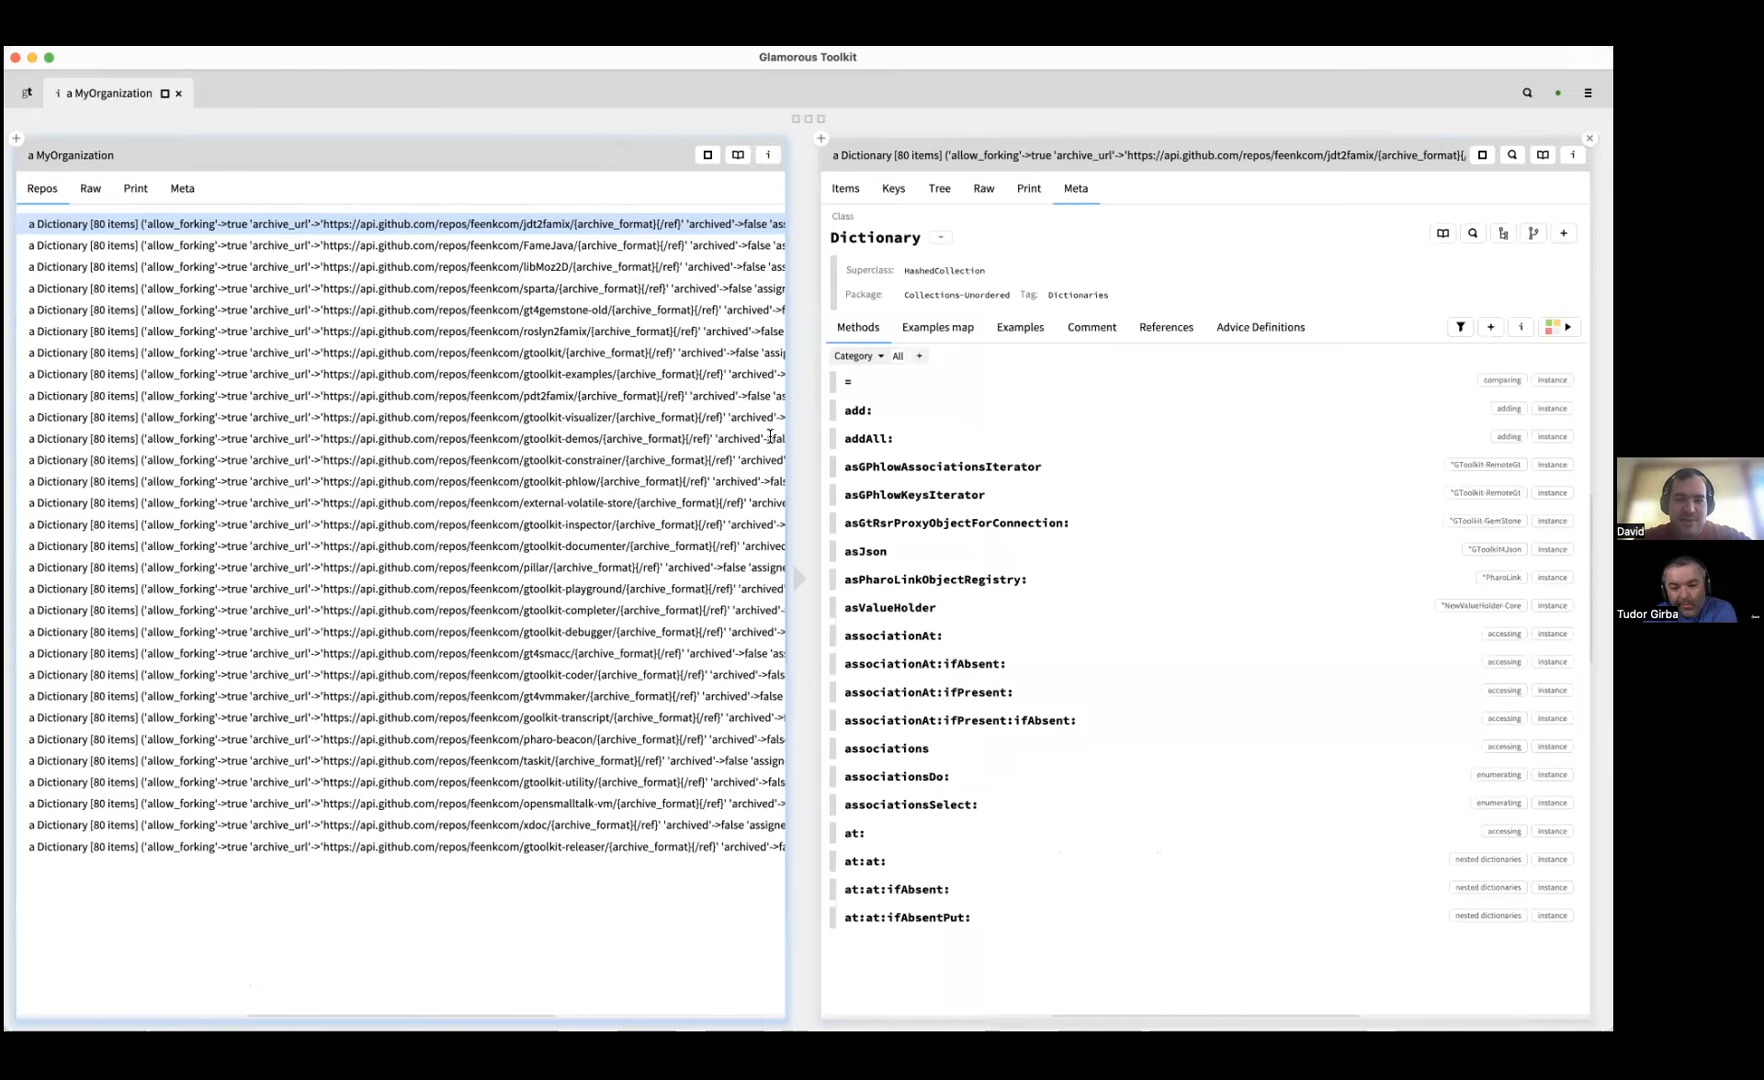 Glamorous Toolkit
gt
i a MyOrganization
a MyOrganization
i
Repos Raw Print Meta
a Dictionary [80 items] ('allow_forking'->true 'archive_url'->'https://api.github.com/repos/feenkcom/jdt2famix/{archive_format}{/ref}' 'archived'->false 'ass
a Dictionary [80 items] ('allow_forking'->true 'archive_url'->'https://api.github.com/repos/feenkcom/FameJava/{archive_format}{/ref}' 'archived'->false 'as
a Dictionary [80 items] ('allow_forking'->true 'archive_url'->'https://api.github.com/repos/feenkcom/libMoz2D/{archive_format}{/ref}' 'archived'->false 'as
a Dictionary [80 items] ('allow_forking'->true 'archive_url'->'https://api.github.com/repos/feenkcom/sparta/{archive_format}{/ref}' 'archived'->false 'assign
a Dictionary [80 items] ('allow_forking'->true 'archive_url'->'https://api.github.com/repos/feenkcom/gt4gemstone-old/{archive_format}{/ref}' 'archived'->f
a Dictionary [80 items] ('allow_forking'->true 'archive_url'->'https://api.github.com/repos/feenkcom/roslyn2famix/{archive_format}{/ref}' 'archived'->false
a Dictionary [80 items] ('allow_forking'->true 'archive_url'->'https://api.github.com/repos/feenkcom/gtoolkit/{archive_format}{/ref}' 'archived'->false 'assig
a Dictionary [80 items] ('allow_forking'->true 'archive_url'->'https://api.github.com/repos/feenkcom/gtoolkit-examples/{archive_format}{/ref}' 'archived'->
a Dictionary [80 items] ('allow_forking'->true 'archive_url'->'https://api.github.com/repos/feenkcom/pdt2famix/{archive_format}{/ref}' 'archived'->false 'as
a Dictionary [80 items] ('allow_forking'->true 'archive_url'->'https://api.github.com/repos/feenkcom/gtoolkit-visualizer/{archive_format}{/ref}' 'archived'->
a Dictionary [80 items] ('allow_forking'->true 'archive_url'->'https://api.github.com/repos/feenkcom/gtoolkit-demos/{archive_format}{/ref}' 'archived'->fal
a Dictionary [80 items] ('allow_forking'->true 'archive_url'->'https://api.github.com/repos/feenkcom/gtoolkit-constrainer/{archive_format}{/ref}' 'archived'
a Dictionary [80 items] ('allow_forking'->true 'archive_url'->'https://api.github.com/repos/feenkcom/gtoolkit-phlow/{archive_format}{/ref}' 'archived'->fals
a Dictionary [80 items] ('allow_forking'->true 'archive_url'->'https://api.github.com/repos/feenkcom/external-volatile-store/{archive_format}{/ref}' 'archive
a Dictionary [80 items] ('allow_forking'->true 'archive_url'->'https://api.github.com/repos/feenkcom/gtoolkit-inspector/{archive_format}{/ref}' 'archived'->
a Dictionary [80 items] ('allow_forking'->true 'archive_url'->'https://api.github.com/repos/feenkcom/gtoolkit-documenter/{archive_format}{/ref}' 'archived
a Dictionary [80 items] ('allow_forking'->true 'archive_url'->'https://api.github.com/repos/feenkcom/pillar/{archive_format}{/ref}' 'archived'->false 'assigne
a Dictionary [80 items] ('allow_forking'->true 'archive_url'->'https://api.github.com/repos/feenkcom/gtoolkit-playground/{archive_format}{/ref}' 'archived'
a Dictionary [80 items] ('allow_forking'->true 'archive_url'->'https://api.github.com/repos/feenkcom/gtoolkit-completer/{archive_format}{/ref}' 'archived'->
a Dictionary [80 items] ('allow_forking'->true 'archive_url'->'https://api.github.com/repos/feenkcom/gtoolkit-debugger/{archive_format}{/ref}' 'archived'->
a Dictionary [80 items] ('allow_forking'->true 'archive_url'->'https://api.github.com/repos/feenkcom/gt4smacc/{archive_format}{/ref}' 'archived'->false 'as
a Dictionary [80 items] ('allow_forking'->true 'archive_url'->'https://api.github.com/repos/feenkcom/gtoolkit-coder/{archive_format}{/ref}' 'archived'->fals
a Dictionary [80 items] ('allow_forking'->true 'archive_url'->'https://api.github.com/repos/feenkcom/gt4vmmaker/{archive_format}{/ref}' 'archived'->false
a Dictionary [80 items] ('allow_forking'->true 'archive_url'->'https://api.github.com/repos/feenkcom/goolkit-transcript/{archive_format}{/ref}' 'archived'->f
a Dictionary [80 items] ('allow_forking'->true 'archive_url'->'https://api.github.com/repos/feenkcom/pharo-beacon/{archive_format}{/ref}' 'archived'->fals
a Dictionary [80 items] ('allow_forking'->true 'archive_url'->'https://api.github.com/repos/feenkcom/taskit/{archive_format}{/ref}' 'archived'->false 'assign
a Dictionary [80 items] ('allow_forking'->true 'archive_url'->'https://api.github.com/repos/feenkcom/gtoolkit-utility/{archive_format}{/ref}' 'archived'->fals
a Dictionary [80 items] ('allow_forking'->true 'archive_url'->'https://api.github.com/repos/feenkcom/opensmalltalk-vm/{archive_format}{/ref}' 'archived'->
a Dictionary [80 items] ('allow_forking'->true 'archive_url'->'https://api.github.com/repos/feenkcom/xdoc/{archive_format}{/ref}' 'archived'->false 'assigne
a Dictionary [80 items] ('allow_forking'->true 'archive_url'->'https://api.github.com/repos/feenkcom/gtoolkit-releaser/{archive_format}{/ref}' 'archived'->f
a Dictionary [80 items] ('allow_forking'->true 'archive_url'->'https://api.github.com/repos/feenkcom/jdt2famix/{archive_format}{/
i
Items Keys Tree Raw Print Meta
Class
Dictionary
Superclass: HashedCollection
Package: Collections-Unordered Tag: Dictionaries
Methods Examples map Examples Comment References Advice Definitions
i
Category All +
= comparing instance
add: adding instance
addAll: adding instance
asGPhlowAssociationsIterator *GToolkit-RemoteGt instance
asGPhlowKeysIterator *GToolkit-RemoteGt instance
asGtRsrProxyObjectForConnection: *GToolkit-GemStone instance
asJson *GToolkit4Json instance
asPharoLinkObjectRegistry: *PharoLink instance
asValueHolder *NewValueHolder-Core instance
associationAt: accessing instance
associationAt:ifAbsent: accessing instance
associationAt:ifPresent: accessing instance
associationAt:ifPresent:ifAbsent: accessing instance
associations accessing instance
associationsDo: enumerating instance
associationsSelect: enumerating instance
at: accessing instance
at:at: nested dictionaries instance
at:at:ifAbsent: nested dictionaries instance
at:at:ifAbsentPut: nested dictionaries instance
David
Tudor Girba